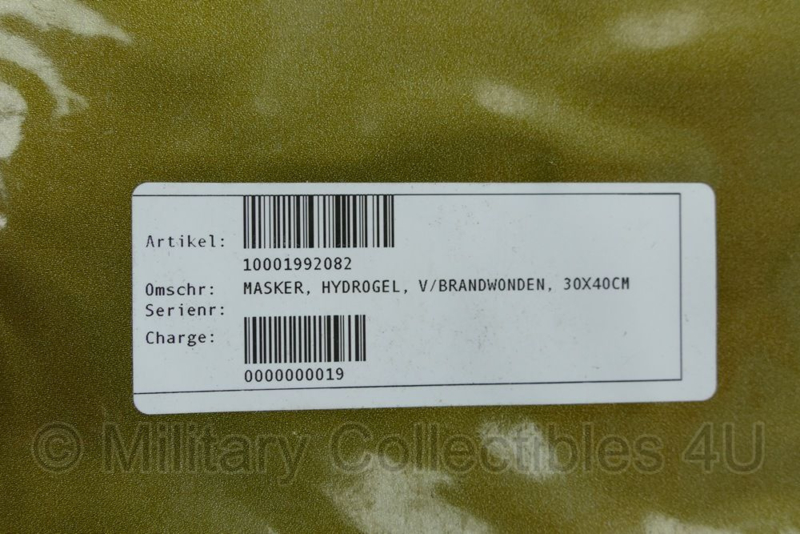 Artikel:
10001992082
Omschr: MASKER, HYDROGEL, V/BRANDWONDEN, 30X40CM
Serienr:
Charge:
0000000019
© Military Collectibles 4U